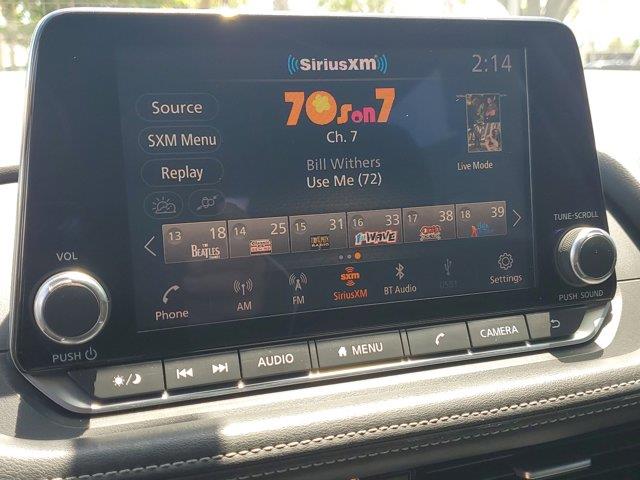 SiriusXM
2:14
70s on 7
Ch. 7
Source
SXM Menu
Replay
Bill Withers
Use Me (72)
Live Mode
13 18
THE BEATLES
14 25
15 31
16 33
1st WAVE
17 38
18 39
VOL
PUSH
TUNE·SCROLL
PUSH SOUND
Phone
AM
FM
sxm
SiriusXM
BT Audio
USB1
Settings
AUDIO
MENU
CAMERA